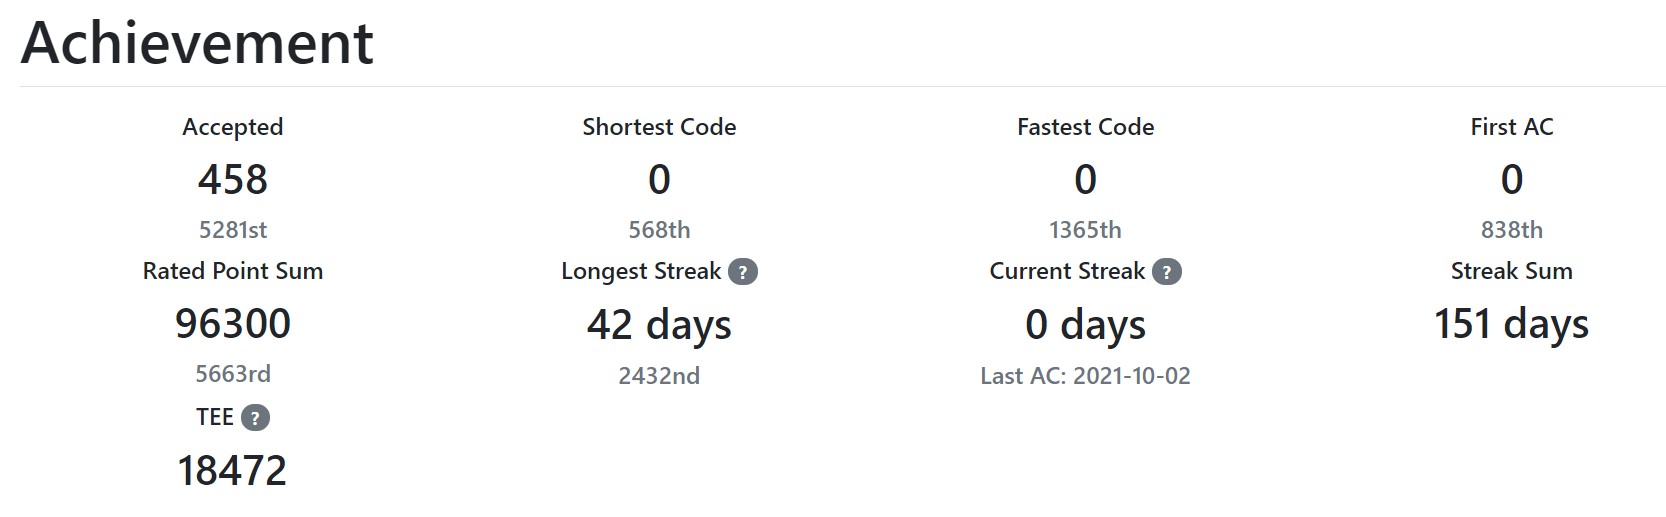 Achievement
Accepted Shortest Code Fastest Code First AC
458 0 0 0
5281st 568th 1365th 838th
Rated Point Sum Longest Streak ? Current Streak ? Streak Sum
96300 42 days 0 days 151 days
5663rd 2432nd Last AC: 2021-10-02
TEE ?
18472